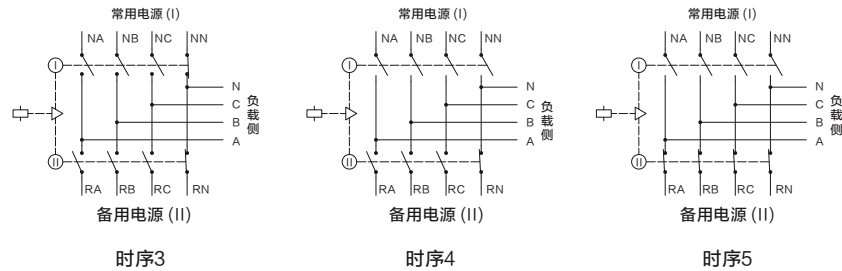 常用电源 (I) 常用电源 (I) 常用电源 (I)
NA NB NC NN NA NB NC NN NA NB NC NN
I I I
N N N
C C C
B B B
A A A
负载侧 负载侧 负载侧
II II II
RA RB RC RN RA RB RC RN RA RB RC RN
备用电源 (II) 备用电源 (II) 备用电源 (II)
时序3 时序4 时序5